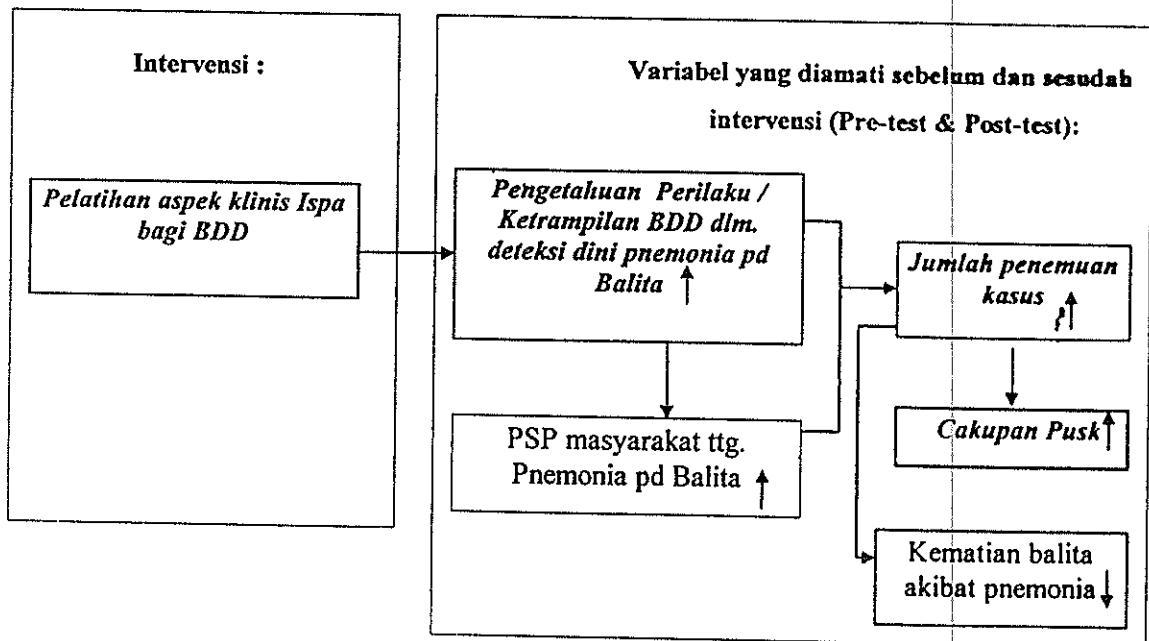 Intervensi :
Pelatihan aspek klinis Ispa
bagi BDD
Variabel yang diamati sebelum dan sesudah
intervensi (Pre-test & Post-test):
Pengetahuan Perilaku /
Ketrampilan BDD dlm.
deteksi dini pnemonia pd
Balita ↑
PSP masyarakat ttg.
Pnemonia pd Balita ↑
Jumlah penemuan
kasus ↑
Cakupan Pusk ↑
Kematian balita
akibat pnemonia ↓